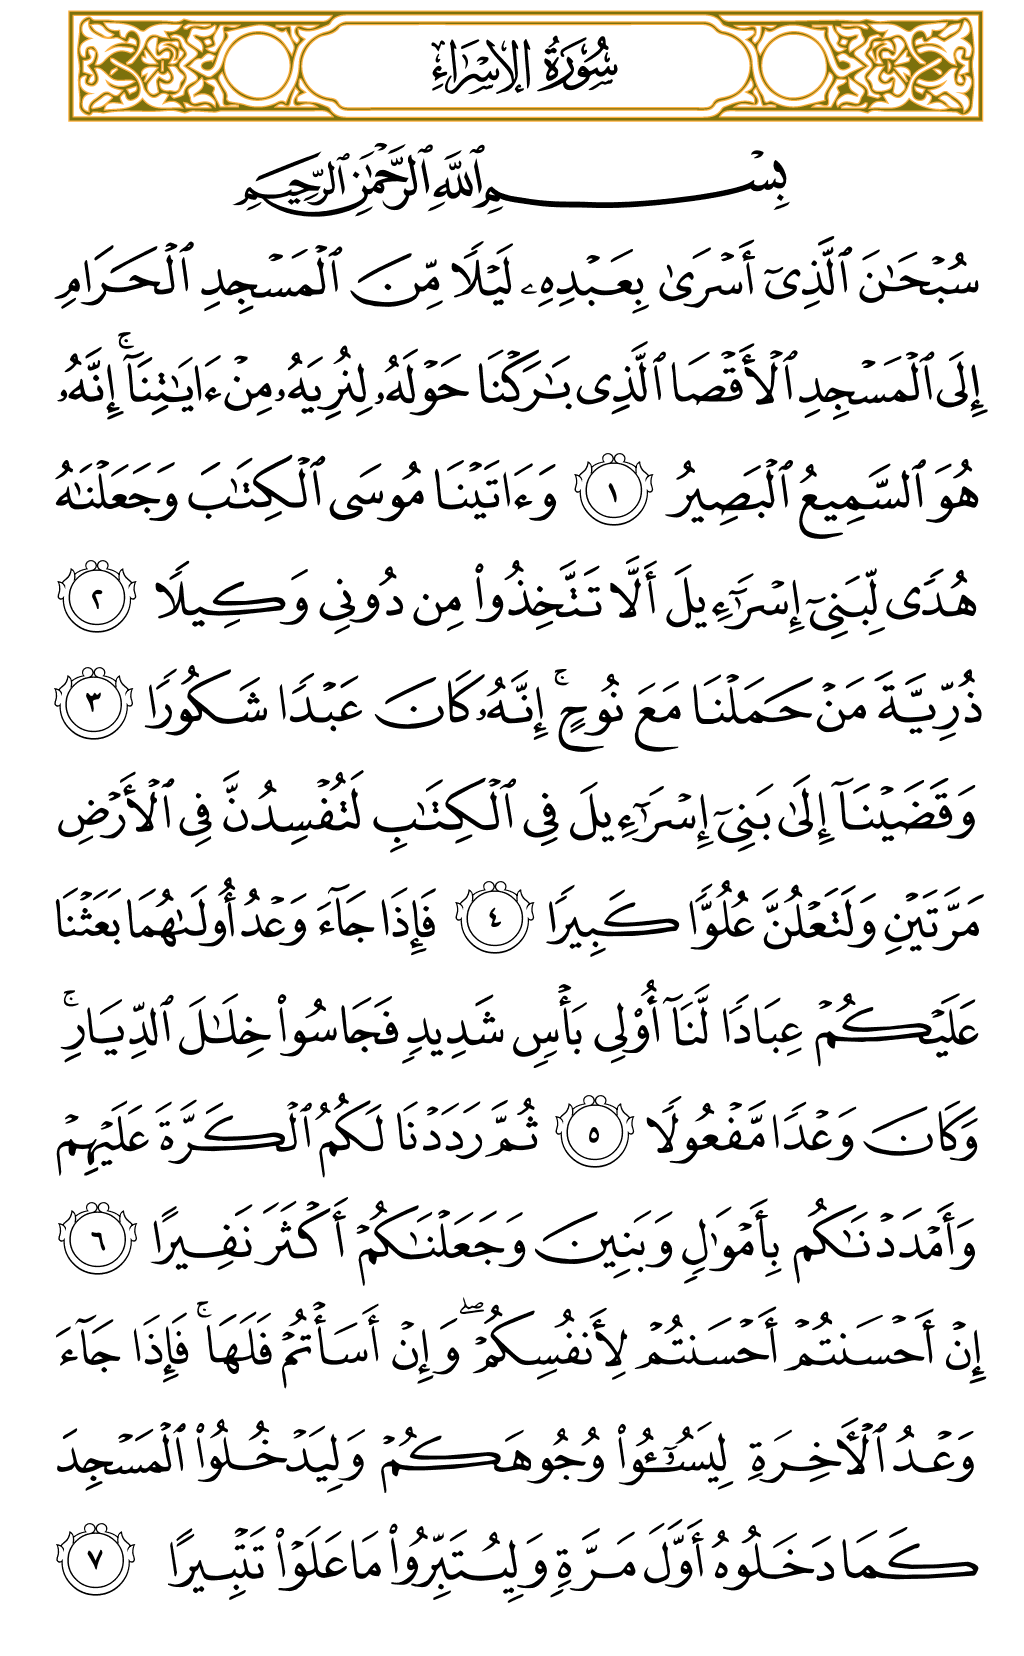 سُورَةُ الإِسْرَاءِ
بِسْمِ ٱللَّهِ ٱلرَّحْمَٰنِ ٱلرَّحِيمِ
سُبْحَٰنَ ٱلَّذِىٓ أَسْرَىٰ بِعَبْدِهِۦ لَيْلًا مِّنَ ٱلْمَسْجِدِ ٱلْحَرَامِ
إِلَى ٱلْمَسْجِدِ ٱلْأَقْصَا ٱلَّذِى بَٰرَكْنَا حَوْلَهُۥ لِنُرِيَهُۥ مِنْ ءَايَٰتِنَآ ۚ إِنَّهُۥ
هُوَ ٱلسَّمِيعُ ٱلْبَصِيرُ ١ وَءَاتَيْنَا مُوسَى ٱلْكِتَٰبَ وَجَعَلْنَٰهُ
هُدًى لِّبَنِىٓ إِسْرَٰٓءِيلَ أَلَّا تَتَّخِذُوا۟ مِن دُونِى وَكِيلًا ٢
ذُرِّيَّةَ مَنْ حَمَلْنَا مَعَ نُوحٍ ۚ إِنَّهُۥ كَانَ عَبْدًا شَكُورًا ٣
وَقَضَيْنَآ إِلَىٰ بَنِىٓ إِسْرَٰٓءِيلَ فِى ٱلْكِتَٰبِ لَتُفْسِدُنَّ فِى ٱلْأَرْضِ
مَرَّتَيْنِ وَلَتَعْلُنَّ عُلُوًّا كَبِيرًا ٤ فَإِذَا جَآءَ وَعْدُ أُولَىٰهُمَا بَعَثْنَا
عَلَيْكُمْ عِبَادًا لَّنَآ أُو۟لِى بَأْسٍ شَدِيدٍ فَجَاسُوا۟ خِلَٰلَ ٱلدِّيَارِ ۚ
وَكَانَ وَعْدًا مَّفْعُولًا ٥ ثُمَّ رَدَدْنَا لَكُمُ ٱلْكَرَّةَ عَلَيْهِمْ
وَأَمْدَدْنَٰكُم بِأَمْوَٰلٍ وَبَنِينَ وَجَعَلْنَٰكُمْ أَكْثَرَ نَفِيرًا ٦
إِنْ أَحْسَنتُمْ أَحْسَنتُمْ لِأَنفُسِكُمْ ۖ وَإِنْ أَسَأْتُمْ فَلَهَا ۚ فَإِذَا جَآءَ
وَعْدُ ٱلْءَاخِرَةِ لِيَسُۥٓـُٔوا۟ وُجُوهَكُمْ وَلِيَدْخُلُوا۟ ٱلْمَسْجِدَ
كَمَا دَخَلُوهُ أَوَّلَ مَرَّةٍ وَلِيُتَبِّرُوا۟ مَا عَلَوْا۟ تَتْبِيرًا ٧